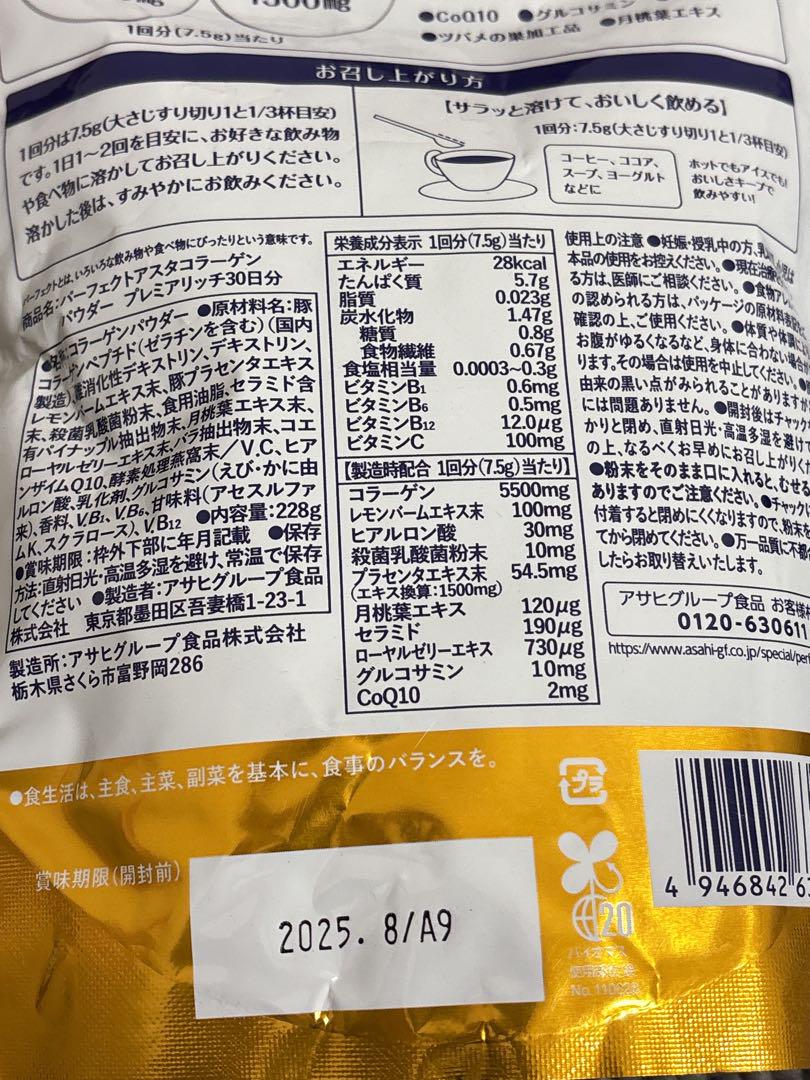 1500mg
1回分(7.5g)当たり
●CoQ10 ●グルコサミン
●ツバメの巣加工品 ●月桃葉エキス
お召し上がり方
1回分は7.5g(大さじすり切り1と1/3杯目安)
です。1日1〜2回を目安に、お好きな飲み物
や食べ物に溶かしてお召し上がりください。
溶かした後は、すみやかにお飲みください。
【サラッと溶けて、おいしく飲める】
1回分:7.5g(大さじすり切り1と1/3杯目安)
コーヒー、ココア、
スープ、ヨーグルト
などに
ホットでもアイスでも!
おいしさキープで
飲みやすい!
パーフェクトとは、いろいろな飲み物や食べ物にぴったりという意味です。
商品名:パーフェクトアスタコラーゲン
パウダー プレミアリッチ30日分
●名称:コラーゲンパウダー ●原材料名:豚
コラーゲンペプチド(ゼラチンを含む)(国内
製造)、難消化性デキストリン、デキストリン、
レモンバームエキス末、豚プラセンタエキス
末、殺菌乳酸菌粉末、食用油脂、セラミド含
有パイナップル抽出物末、月桃葉エキス末、
ローヤルゼリーエキス末、バラ抽出物末、コエ
ンザイムQ10、酵素処理燕窩末/V.C、ヒア
ルロン酸、乳化剤、グルコサミン(えび・かに由
来)、香料、V.B₁、V.B₆、甘味料(アセスルファ
ムK、スクラロース)、V.B₁₂ ●内容量:228g
●賞味期限:枠外下部に年月記載 ●保存
方法:直射日光・高温多湿を避け、常温で保存
してください ●製造者:アサヒグループ食品
株式会社 東京都墨田区吾妻橋1-23-1
製造所:アサヒグループ食品株式会社
栃木県さくら市富野岡286
栄養成分表示 1回分(7.5g)当たり
エネルギー 28kcal
たんぱく質 5.7g
脂質 0.023g
炭水化物 1.47g
糖質 0.8g
食物繊維 0.67g
食塩相当量 0.0003〜0.3g
ビタミンB₁ 0.6mg
ビタミンB₆ 0.5mg
ビタミンB₁₂ 12.0μg
ビタミンC 100mg
【製造時配合 1回分(7.5g)当たり】
コラーゲン 5500mg
レモンバームエキス末 100mg
ヒアルロン酸 30mg
殺菌乳酸菌粉末 10mg
プラセンタエキス末 54.5mg
(エキス換算:1500mg)
月桃葉エキス 120μg
セラミド 190μg
ローヤルゼリーエキス 730μg
グルコサミン 10mg
CoQ10 2mg
使用上の注意 ●妊娠・授乳中の方、
本品の使用をお控えください。●現在治療
る方は、医師にご相談ください。●食物アレ
の認められる方は、パッケージの原材料表
確認の上、ご使用ください。●体質や体調に
お腹がゆるくなるなど、身体に合わない場合が
ります。その場合は使用を中止してください。
由来の黒い点がみられることがありますが
には問題ありません。●開封後はチャック
かりと閉め、直射日光・高温多湿を避けて
の上、なるべくお早めにお召し上がりく
●粉末をそのまま口に入れると、むせる
ありますのでご注意ください。●チャックに
付着すると閉めにくくなりますので、粉末を
てから閉めてください。●万一品質に不都
したらお取り替えいたします。
アサヒグループ食品 お客様
0120-630611
https://www.asahi-gf.co.jp/special/perf
●食生活は、主食、主菜、副菜を基本に、食事のバランスを。
プラ
賞味期限(開封前)
2025. 8/A9
4 946842 63
20
バイオマス
No.